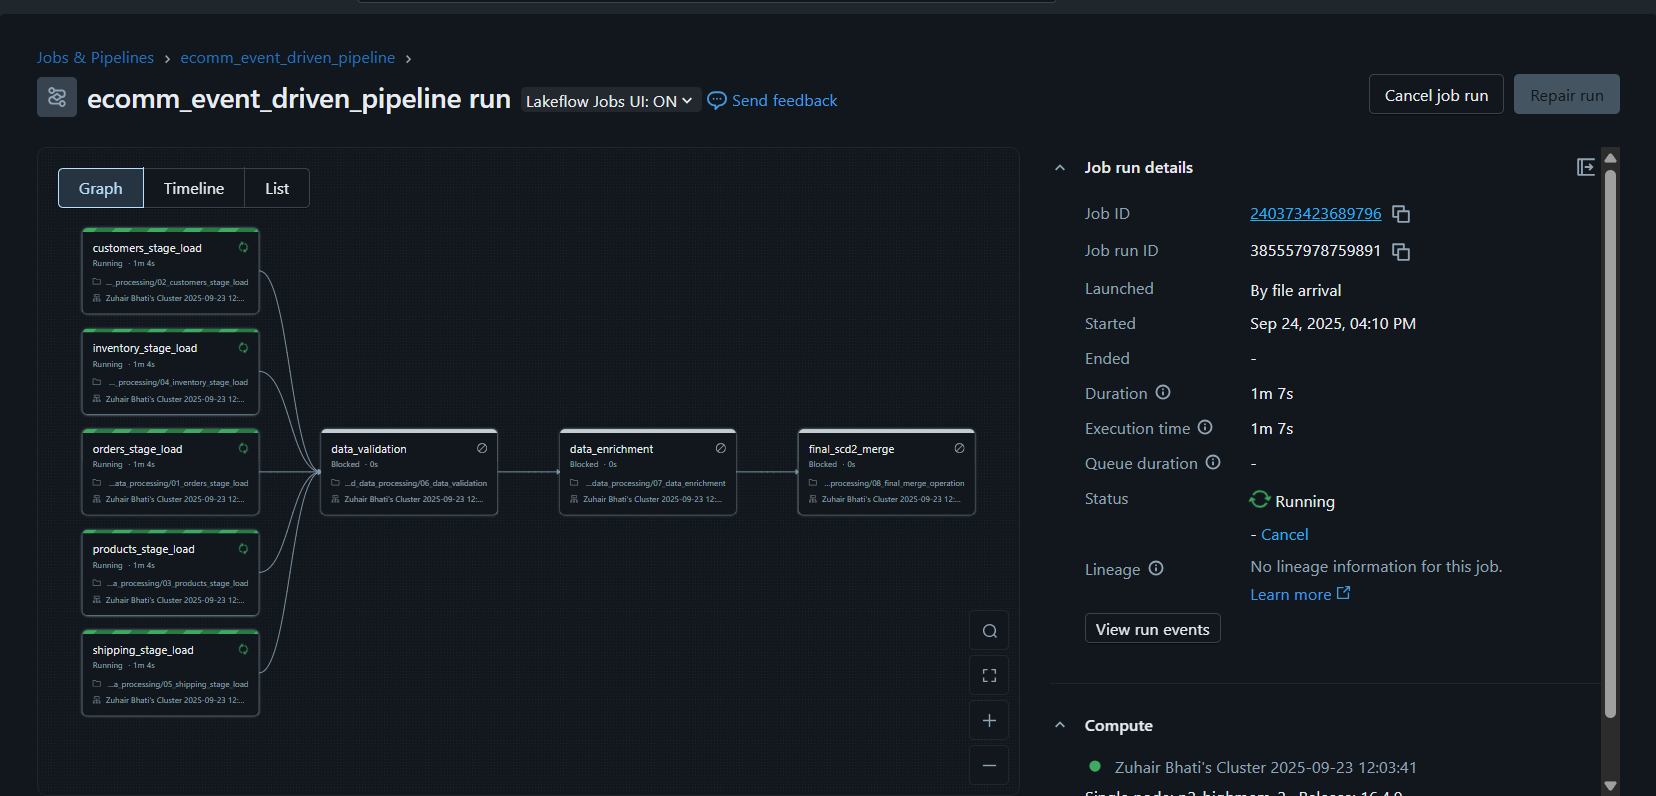 Jobs & Pipelines > ecomm_event_driven_pipeline >
ecomm_event_driven_pipeline run
Lakeflow Jobs UI: ON
Send feedback
Cancel job run
Repair run
Graph
Timeline
List
customers_stage_load
Running · 1m 4s
..._processing/02_customers_stage_load
Zuhair Bhati's Cluster 2025-09-23 12:...
inventory_stage_load
Running · 1m 4s
..._processing/04_inventory_stage_load
Zuhair Bhati's Cluster 2025-09-23 12:...
orders_stage_load
Running · 1m 4s
...ata_processing/01_orders_stage_load
Zuhair Bhati's Cluster 2025-09-23 12:...
products_stage_load
Running · 1m 4s
...a_processing/03_products_stage_load
Zuhair Bhati's Cluster 2025-09-23 12:...
shipping_stage_load
Running · 1m 4s
...a_processing/05_shipping_stage_load
Zuhair Bhati's Cluster 2025-09-23 12:...
data_validation
Blocked · 0s
...d_data_processing/06_data_validation
Zuhair Bhati's Cluster 2025-09-23 12:...
data_enrichment
Blocked · 0s
...data_processing/07_data_enrichment
Zuhair Bhati's Cluster 2025-09-23 12:...
final_scd2_merge
Blocked · 0s
...processing/08_final_merge_operation
Zuhair Bhati's Cluster 2025-09-23 12:...
Job run details
Job ID 240373423689796
Job run ID 385557978759891
Launched By file arrival
Started Sep 24, 2025, 04:10 PM
Ended -
Duration 1m 7s
Execution time 1m 7s
Queue duration -
Status Running
- Cancel
Lineage No lineage information for this job.
Learn more
View run events
Compute
Zuhair Bhati's Cluster 2025-09-23 12:03:41